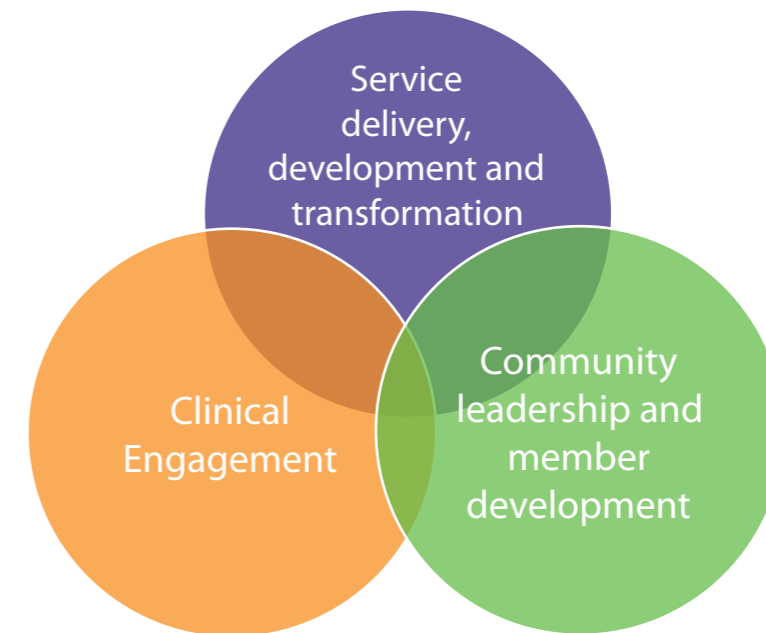 Service
delivery,
development and
transformation
Clinical
Engagement
Community
leadership and
member
development